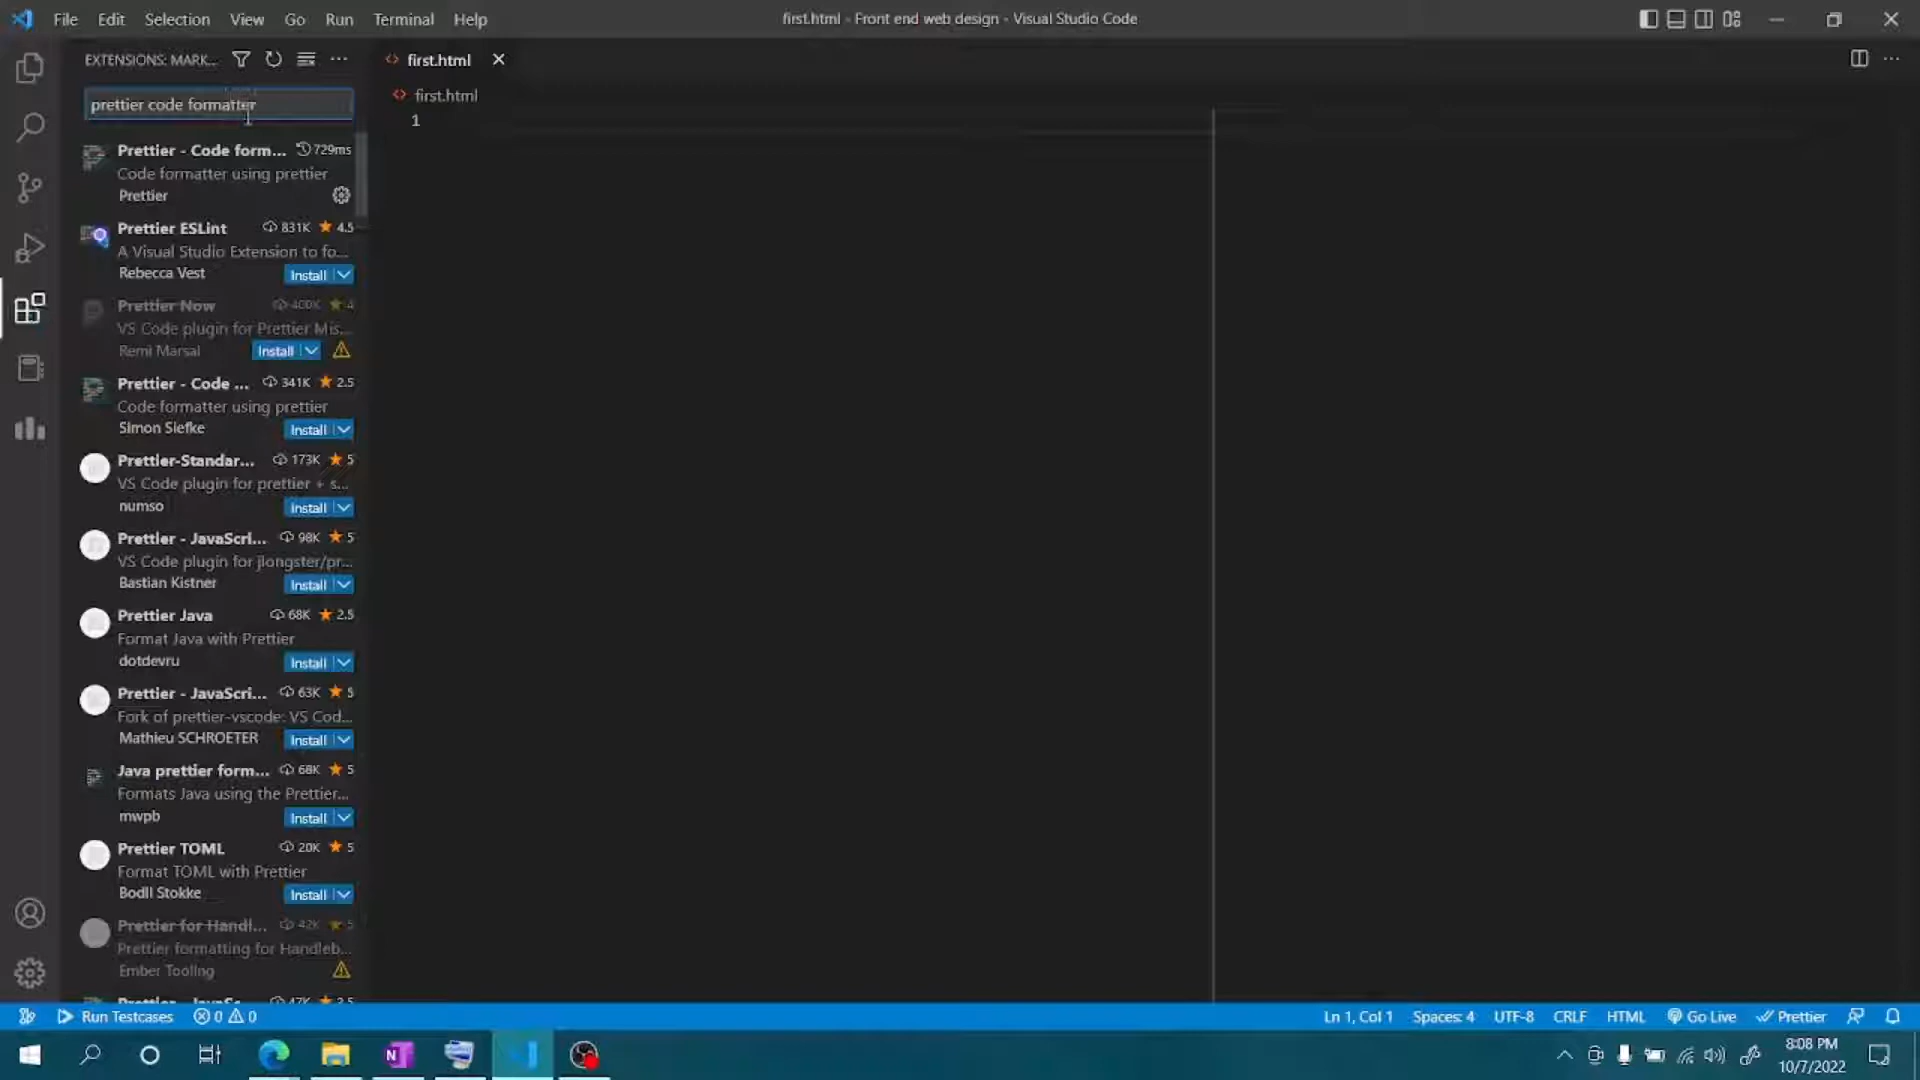 File Edit Selection View Go Run Terminal Help
first.html - Front end web design - Visual Studio Code
EXTENSIONS: MARK...
first.html
prettier code formatter
first.html
1
Prettier - Code form... 729ms
Code formatter using prettier
Prettier
Prettier ESLint 831K 4.5
A Visual Studio Extension to fo...
Rebecca Vest Install
Prettier Now 400K 4
VS Code plugin for Prettier Mis...
Remi Marsal Install
Prettier - Code ... 341K 2.5
Code formatter using prettier
Simon Siefke Install
Prettier-Standar... 173K 5
VS Code plugin for prettier + s...
numso Install
Prettier - JavaScri... 98K 5
VS Code plugin for jlongster/pr...
Bastian Kistner Install
Prettier Java 68K 2.5
Format Java with Prettier
dotdevru Install
Prettier - JavaScri... 63K 5
Fork of prettier-vscode: VS Cod...
Mathieu SCHROETER Install
Java prettier form... 68K 5
Formats Java using the Prettier...
mwpb Install
Prettier TOML 20K 5
Format TOML with Prettier
Bodil Stokke Install
Prettier for Handl... 42K 5
Prettier formatting for Handleb...
Ember Tooling
Prettier - JavaSc... 47K 3.5
Run Testcases 0 0
Ln 1, Col 1 Spaces: 4 UTF-8 CRLF HTML Go Live Prettier
8:08 PM
10/7/2022